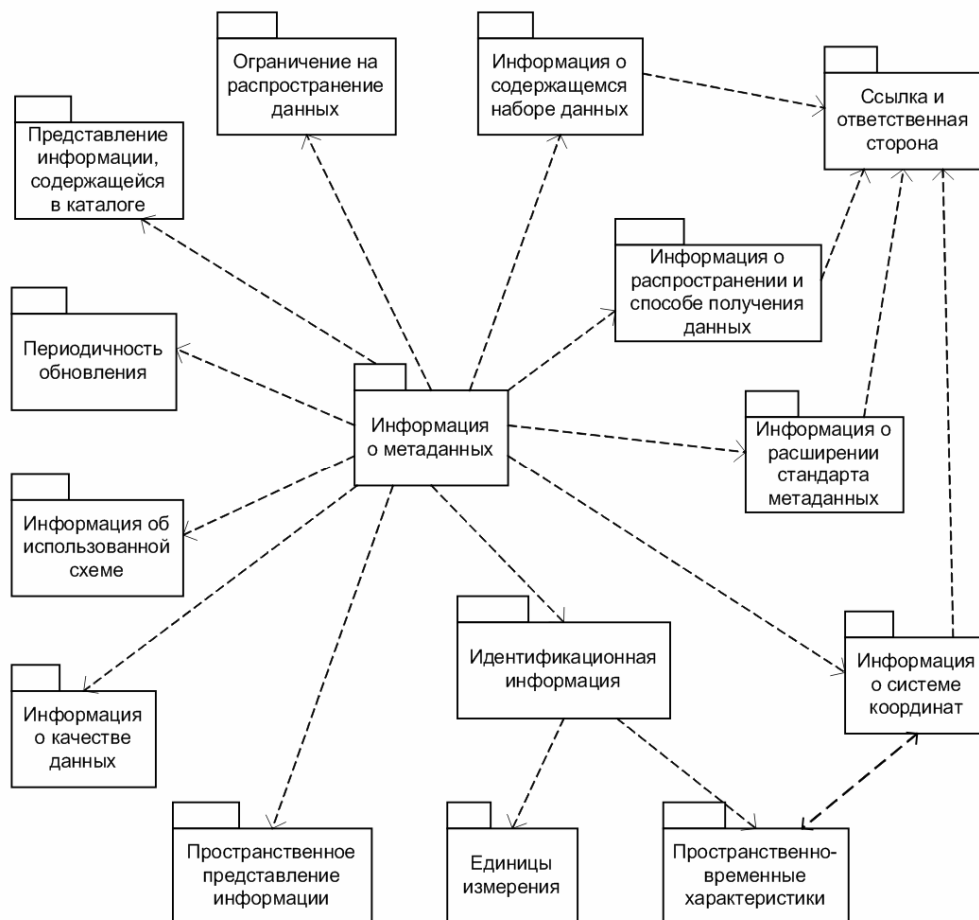 Ограничение на
распространение
данных
Информация о
содержащемся
наборе данных
Ссылка и
ответственная
сторона
Представление
информации,
содержащейся
в каталоге
Информация о
распространении и
способе получения
данных
Периодичность
обновления
Информация
о метаданных
Информация о
расширении
стандарта
метаданных
Информация об
использованной
схеме
Идентификационная
информация
Информация
о системе
координат
Информация
о качестве
данных
Пространственное
представление
информации
Единицы
измерения
Пространственно-
временные
характеристики